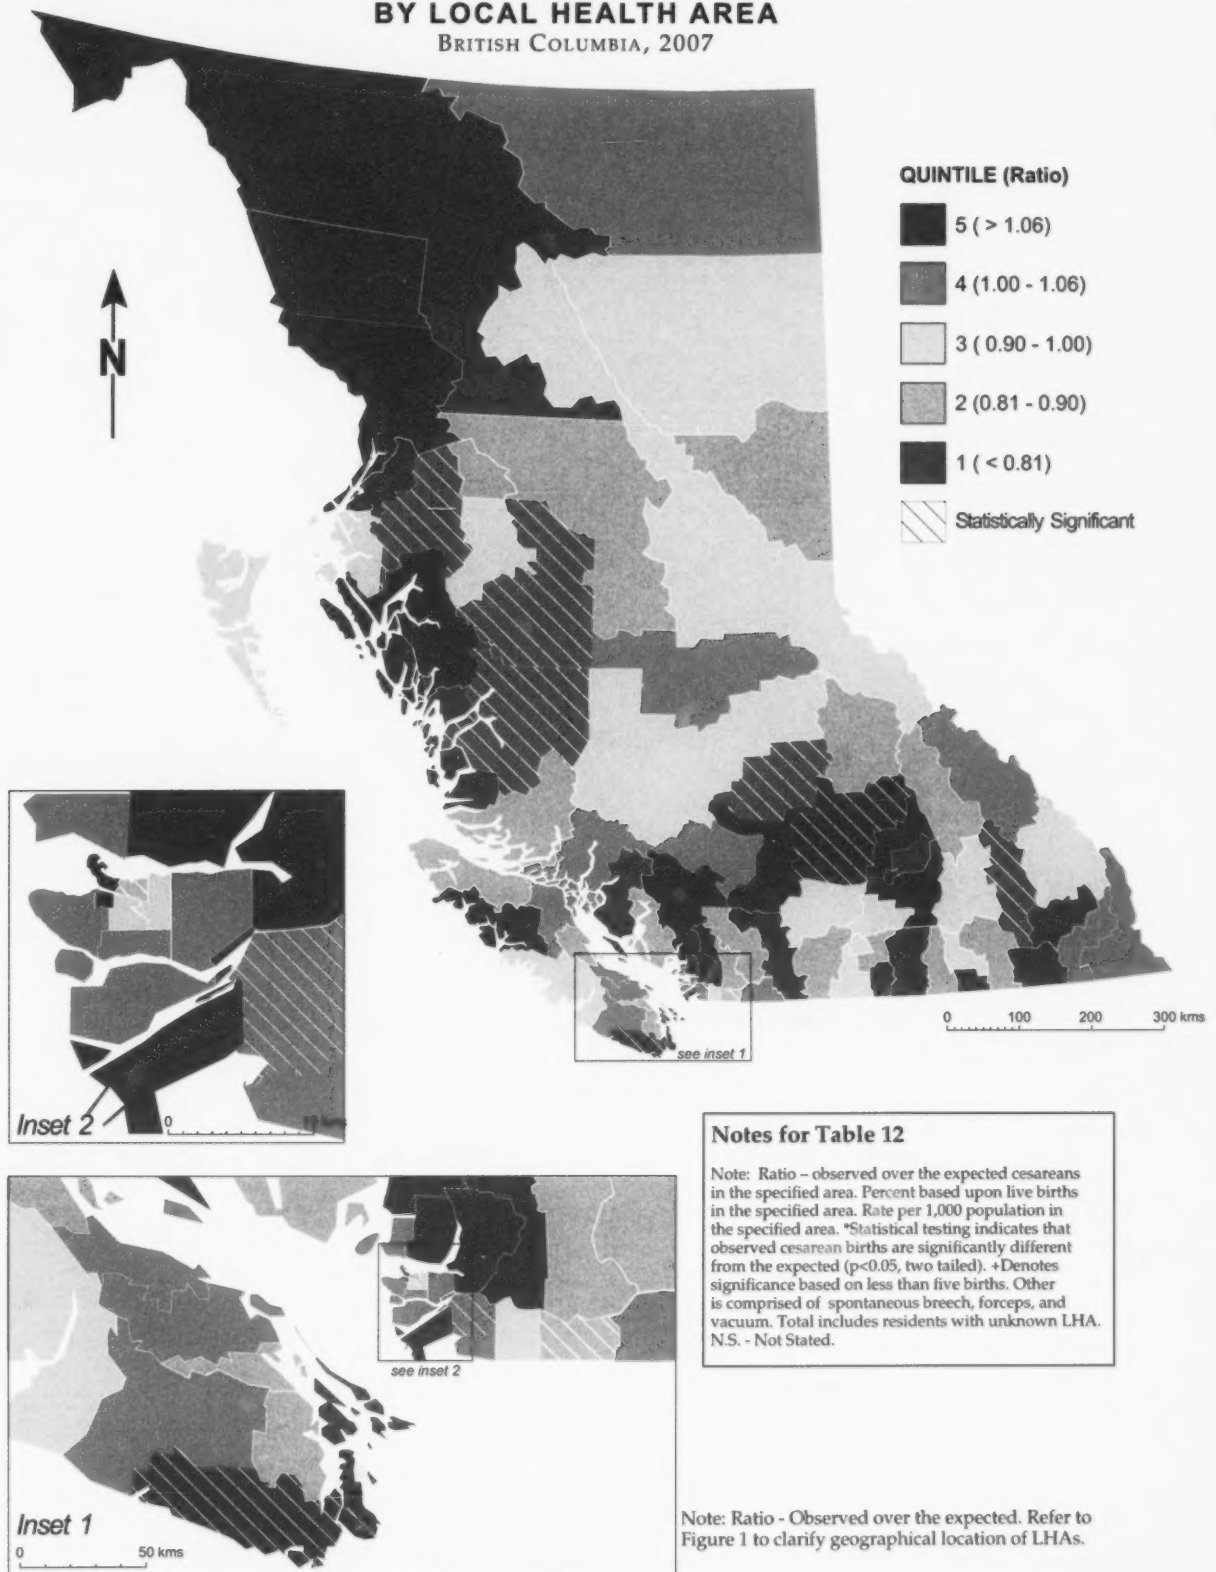 BY LOCAL HEALTH AREA
BRITISH COLUMBIA, 2007
QUINTILE (Ratio)
5 ( > 1.06)
4 (1.00 - 1.06)
3 ( 0.90 - 1.00)
2 (0.81 - 0.90)
1 ( < 0.81)
Statistically Significant
N
0 100 200 300 kms
see inset 1
Inset 2
0
Notes for Table 12
Note: Ratio – observed over the expected cesareans
in the specified area. Percent based upon live births
in the specified area. Rate per 1,000 population in
the specified area. *Statistical testing indicates that
observed cesarean births are significantly different
from the expected (p<0.05, two tailed). +Denotes
significance based on less than five births. Other
is comprised of spontaneous breech, forceps, and
vacuum. Total includes residents with unknown LHA.
N.S. - Not Stated.
see inset 2
Inset 1
0 50 kms
Note: Ratio - Observed over the expected. Refer to
Figure 1 to clarify geographical location of LHAs.